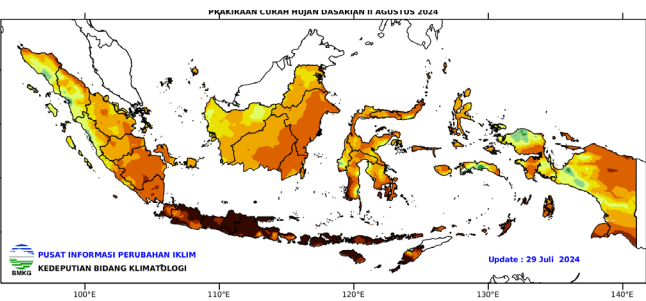 PRAKIRAAN CURAH HUJAN DASARIAN II AGUSTUS 2024
PUSAT INFORMASI PERUBAHAN IKLIM
KEDEPUTIAN BIDANG KLIMATOLOGI
BMKG
Update : 29 Juli 2024
100°E 110°E 120°E 130°E 140°E